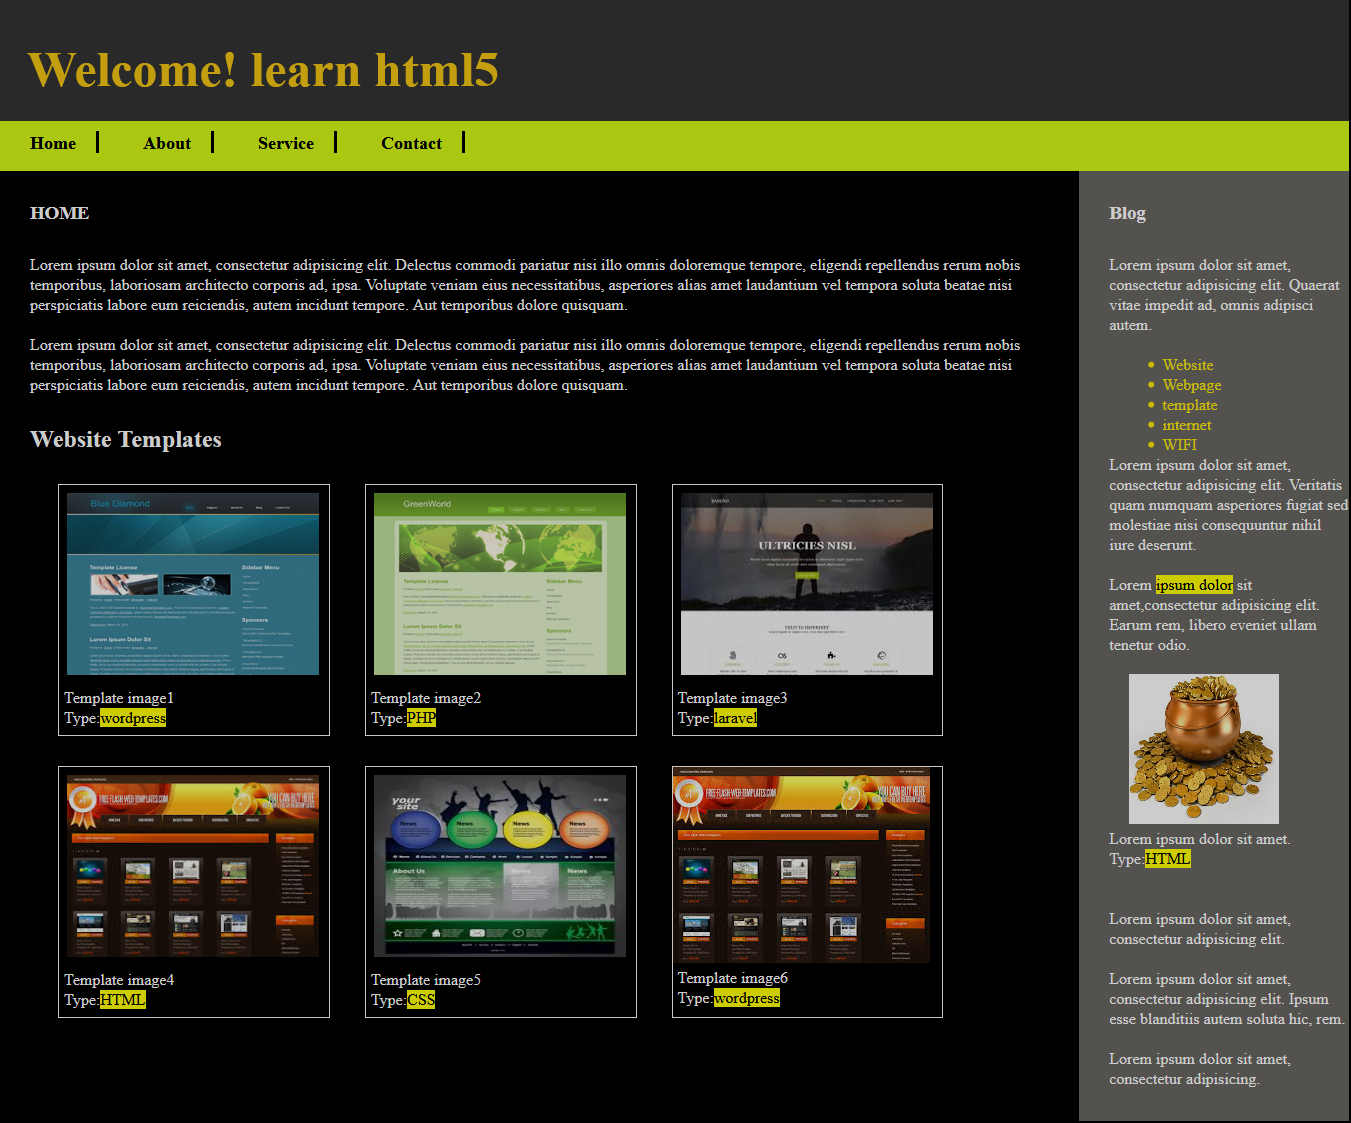 Welcome! learn html5
Home
About
Service
Contact
HOME
Lorem ipsum dolor sit amet, consectetur adipisicing elit. Delectus commodi pariatur nisi illo omnis doloremque tempore, eligendi repellendus rerum nobis
temporibus, laboriosam architecto corporis ad, ipsa. Voluptate veniam eius necessitatibus, asperiores alias amet laudantium vel tempora soluta beatae nisi
perspiciatis labore eum reiciendis, autem incidunt tempore. Aut temporibus dolore quisquam.
Lorem ipsum dolor sit amet, consectetur adipisicing elit. Delectus commodi pariatur nisi illo omnis doloremque tempore, eligendi repellendus rerum nobis
temporibus, laboriosam architecto corporis ad, ipsa. Voluptate veniam eius necessitatibus, asperiores alias amet laudantium vel tempora soluta beatae nisi
perspiciatis labore eum reiciendis, autem incidunt tempore. Aut temporibus dolore quisquam.
Website Templates
Blue Diamond
Template License
Sidebar Menu
Sponsors
Lorem Ipsum Dolor Sit
Template image1
Type:wordpress
GreenWorld
Template License
Sidebar Menu
Sponsors
Lorem Ipsum Dolor Sit
Template image2
Type:PHP
ULTRICIES NISL
Template image3
Type:laravel
FREE-FLASH-WEB-TEMPLATES.COM
YOU CAN BUY HERE
Template image4
Type:HTML
your
site
News
News
News
News
About Us
News
News
Template image5
Type:CSS
FREE-FLASH-WEB-TEMPLATES.COM
YOU CAN BUY HERE
Template image6
Type:wordpress
Blog
Lorem ipsum dolor sit amet,
consectetur adipisicing elit. Quaerat
vitae impedit ad, omnis adipisci
autem.
Website
Webpage
template
internet
WIFI
Lorem ipsum dolor sit amet,
consectetur adipisicing elit. Veritatis
quam numquam asperiores fugiat sed
molestiae nisi consequuntur nihil
iure deserunt.
Lorem ipsum dolor sit
amet,consectetur adipisicing elit.
Earum rem, libero eveniet ullam
tenetur odio.
Lorem ipsum dolor sit amet.
Type:HTML
Lorem ipsum dolor sit amet,
consectetur adipisicing elit.
Lorem ipsum dolor sit amet,
consectetur adipisicing elit. Ipsum
esse blanditiis autem soluta hic, rem.
Lorem ipsum dolor sit amet,
consectetur adipisicing.